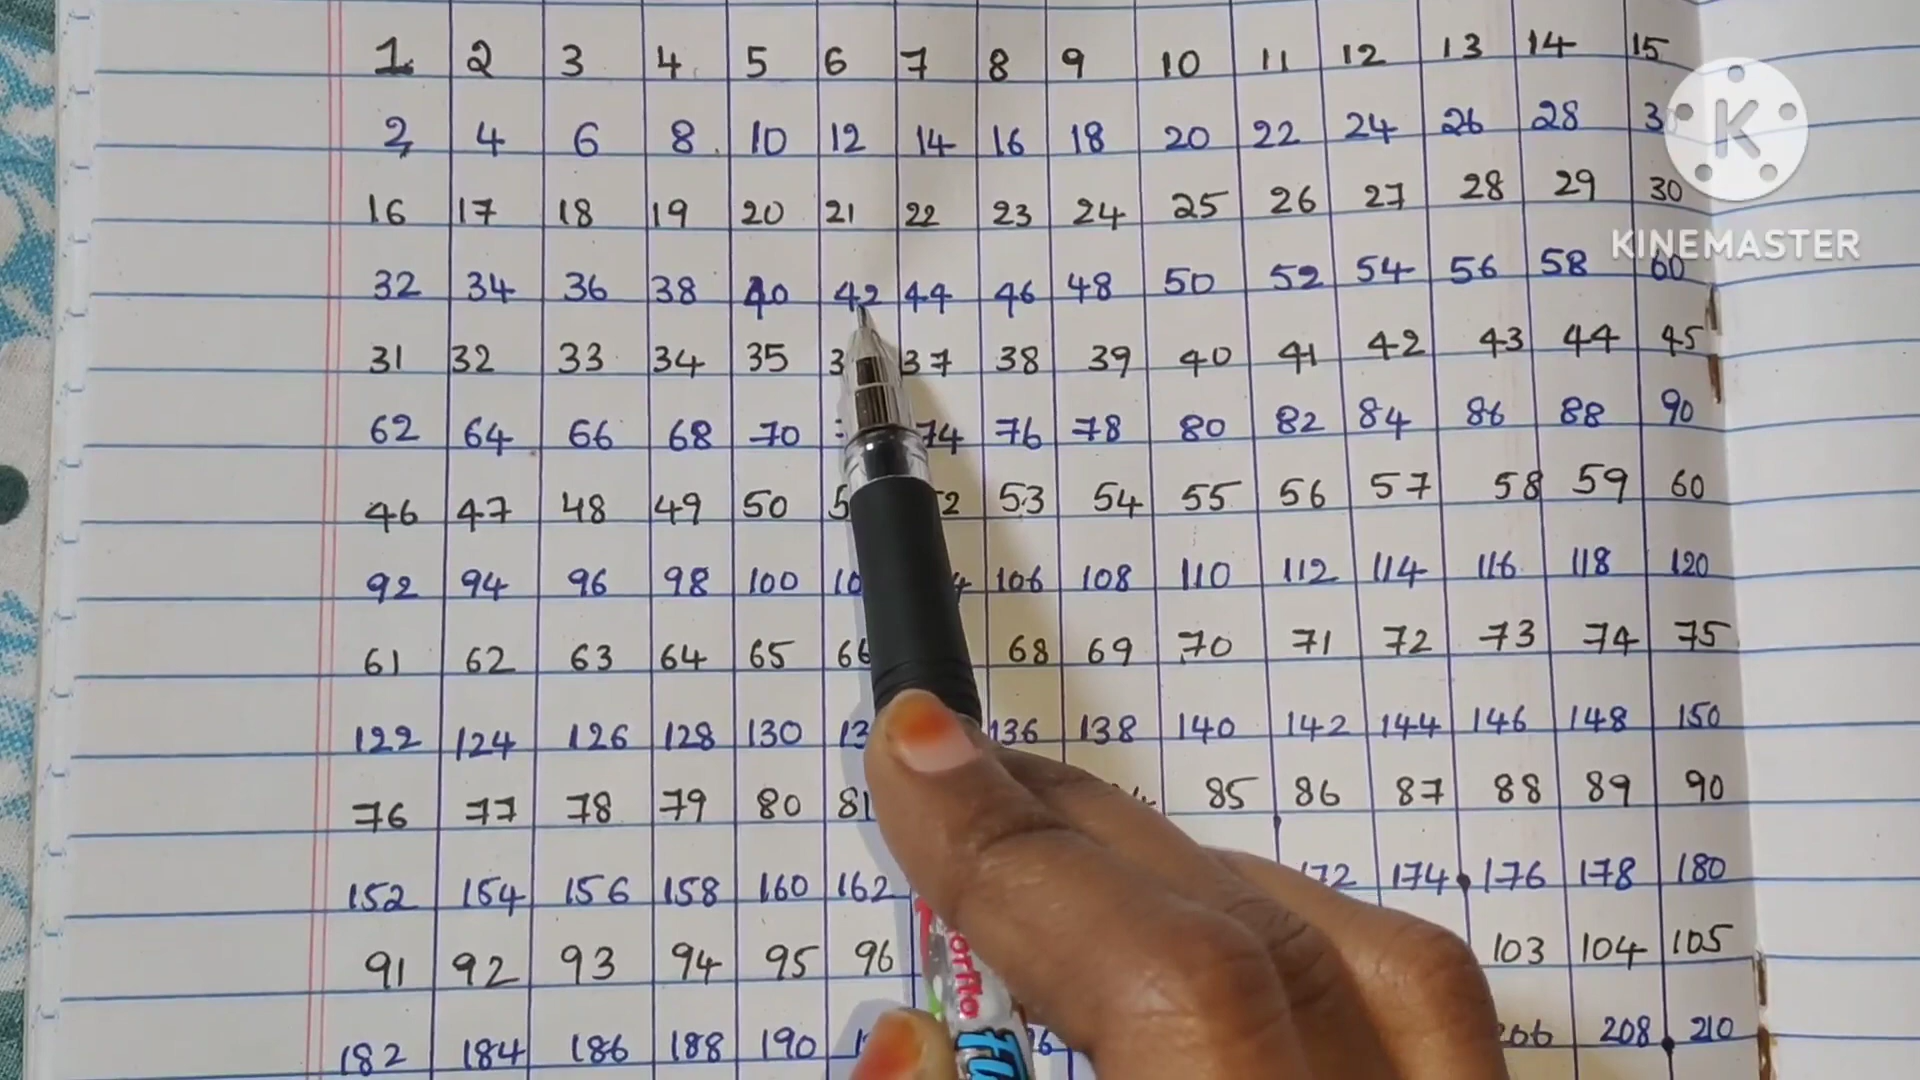 1 2 3 4 5 6 7 8 9 10 11 12 13 14 15
2 4 6 8 10 12 14 16 18 20 22 24 26 28
16 17 18 19 20 21 22 23 24 25 26 27 28 29 30
32 34 36 38 40 42 44 46 48 50 52 54 56 58 60
31 32 33 34 35 37 38 39 40 41 42 43 44 45
62 64 66 68 70 74 76 78 80 82 84 86 88 90
46 47 48 49 50 53 54 55 56 57 58 59 60
92 94 96 98 100 106 108 110 112 114 116 118 120
61 62 63 64 65 66 68 69 70 71 72 73 74 75
122 124 126 128 130 136 138 140 142 144 146 148 150
76 77 78 79 80 81 85 86 87 88 89 90
152 154 156 158 160 162 172 174 176 178 180
91 92 93 94 95 96 103 104 105
182 184 186 188 190 206 208 210
K
KINEMASTER